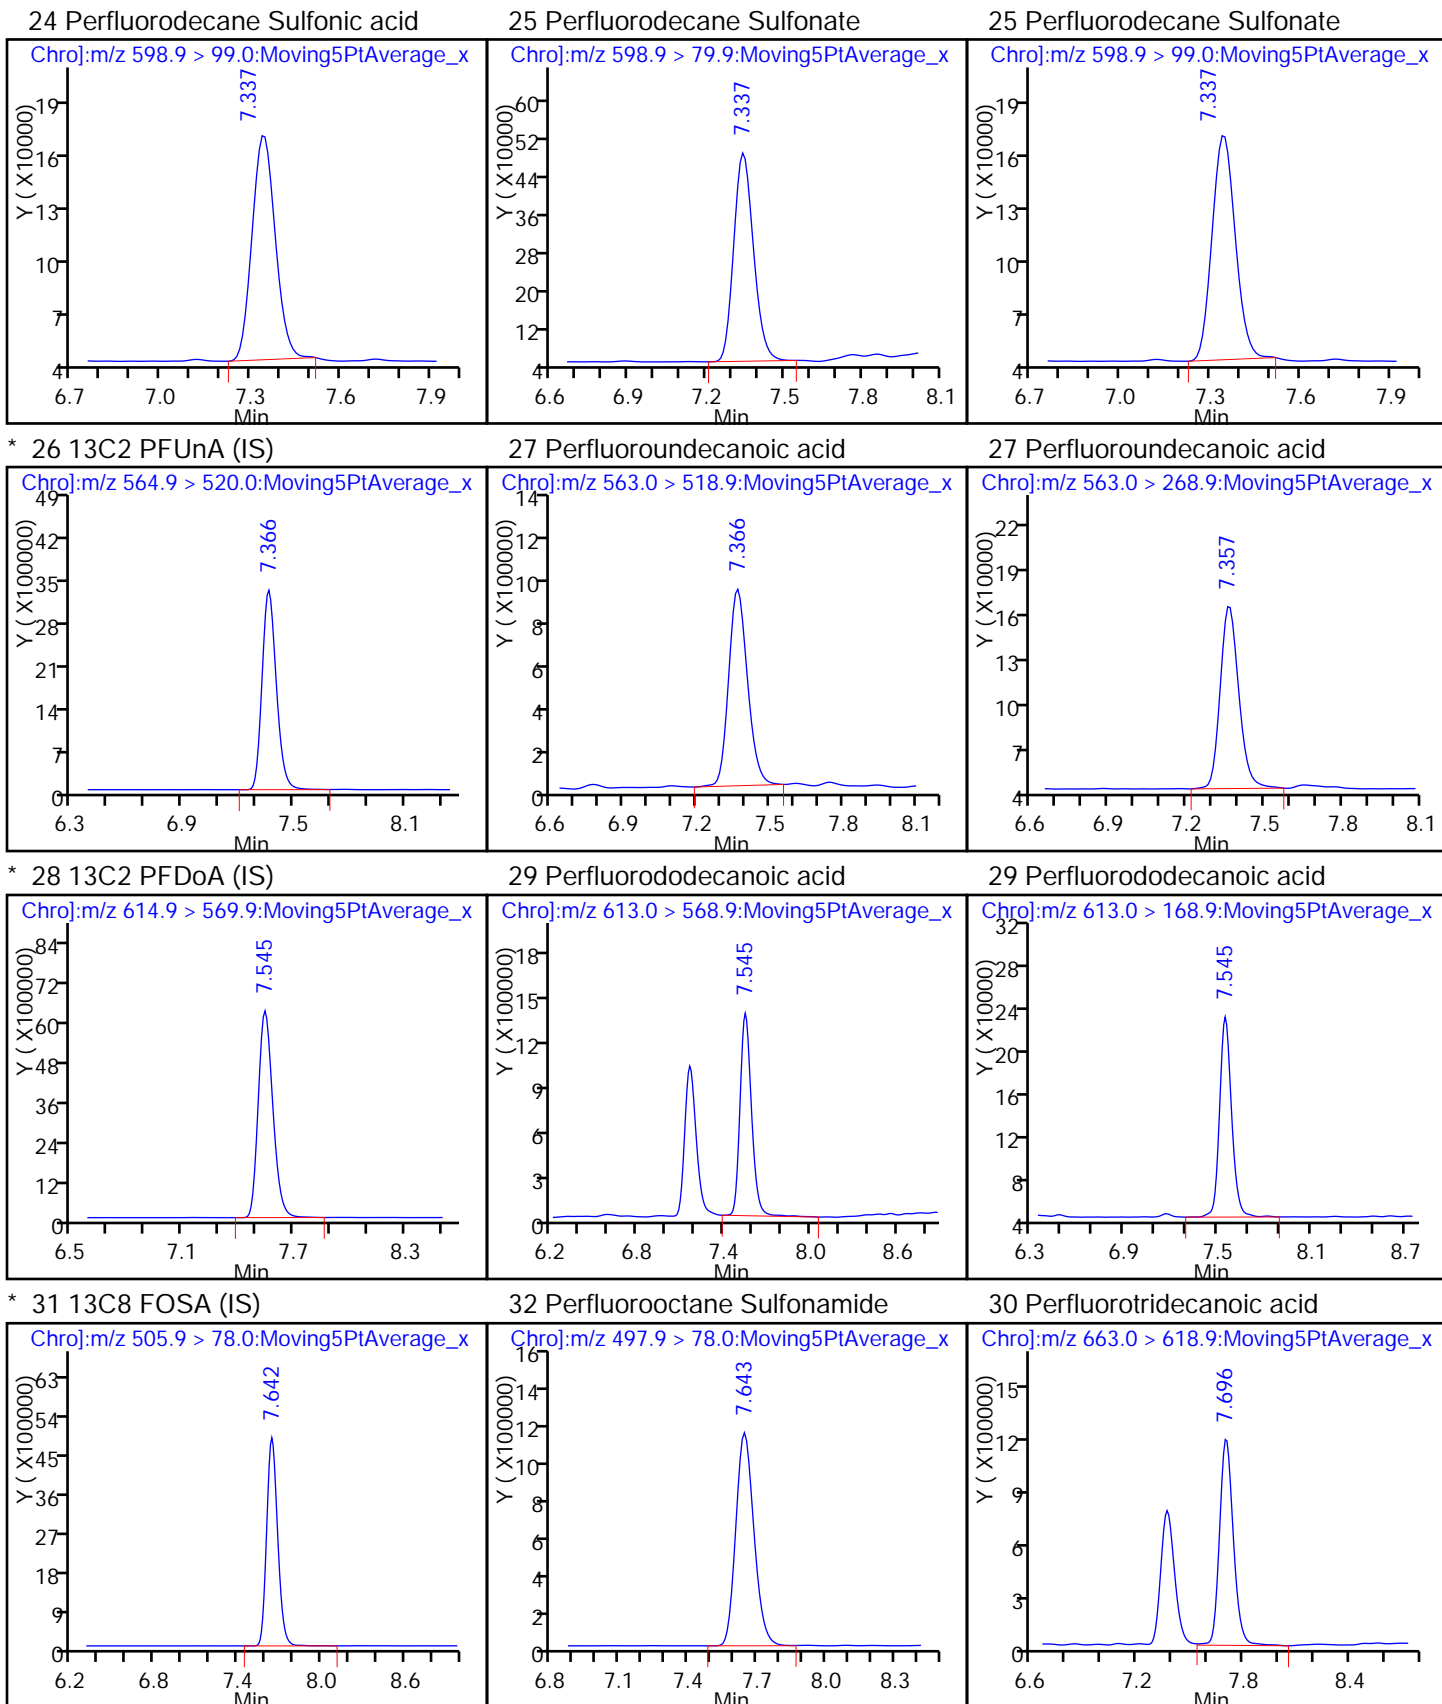 24 Perfluorodecane Sulfonic acid
Chro]:m/z 598.9 > 99.0:Moving5PtAverage_x
7.337
Y ( X10000)
19
16
13
10
7
4
6.7 7.0 7.3 7.6 7.9
Min
25 Perfluorodecane Sulfonate
Chro]:m/z 598.9 > 79.9:Moving5PtAverage_x
7.337
Y ( X10000)
60
52
44
36
28
20
12
4
6.6 6.9 7.2 7.5 7.8 8.1
Min
25 Perfluorodecane Sulfonate
Chro]:m/z 598.9 > 99.0:Moving5PtAverage_x
7.337
Y ( X10000)
19
16
13
10
7
4
6.7 7.0 7.3 7.6 7.9
Min
* 26 13C2 PFUnA (IS)
Chro]:m/z 564.9 > 520.0:Moving5PtAverage_x
7.366
Y ( X100000)
49
42
35
28
21
14
7
0
6.3 6.9 7.5 8.1
Min
27 Perfluoroundecanoic acid
Chro]:m/z 563.0 > 518.9:Moving5PtAverage_x
7.366
Y ( X100000)
14
12
10
8
6
4
2
0
6.6 6.9 7.2 7.5 7.8 8.1
Min
27 Perfluoroundecanoic acid
Chro]:m/z 563.0 > 268.9:Moving5PtAverage_x
7.357
Y ( X10000)
22
19
16
13
10
7
4
6.6 6.9 7.2 7.5 7.8 8.1
Min
* 28 13C2 PFDoA (IS)
Chro]:m/z 614.9 > 569.9:Moving5PtAverage_x
7.545
Y ( X100000)
84
72
60
48
36
24
12
0
6.5 7.1 7.7 8.3
Min
29 Perfluorododecanoic acid
Chro]:m/z 613.0 > 568.9:Moving5PtAverage_x
7.545
Y ( X100000)
18
15
12
9
6
3
0
6.2 6.8 7.4 8.0 8.6
Min
29 Perfluorododecanoic acid
Chro]:m/z 613.0 > 168.9:Moving5PtAverage_x
7.545
Y ( X10000)
32
28
24
20
16
12
8
4
6.3 6.9 7.5 8.1 8.7
Min
* 31 13C8 FOSA (IS)
Chro]:m/z 505.9 > 78.0:Moving5PtAverage_x
7.642
Y ( X100000)
63
54
45
36
27
18
9
0
6.2 6.8 7.4 8.0 8.6
Min
32 Perfluorooctane Sulfonamide
Chro]:m/z 497.9 > 78.0:Moving5PtAverage_x
7.643
Y ( X100000)
16
14
12
10
8
6
4
2
0
6.8 7.1 7.4 7.7 8.0 8.3
Min
30 Perfluorotridecanoic acid
Chro]:m/z 663.0 > 618.9:Moving5PtAverage_x
7.696
Y ( X100000)
15
12
9
6
3
0
6.6 7.2 7.8 8.4
Min